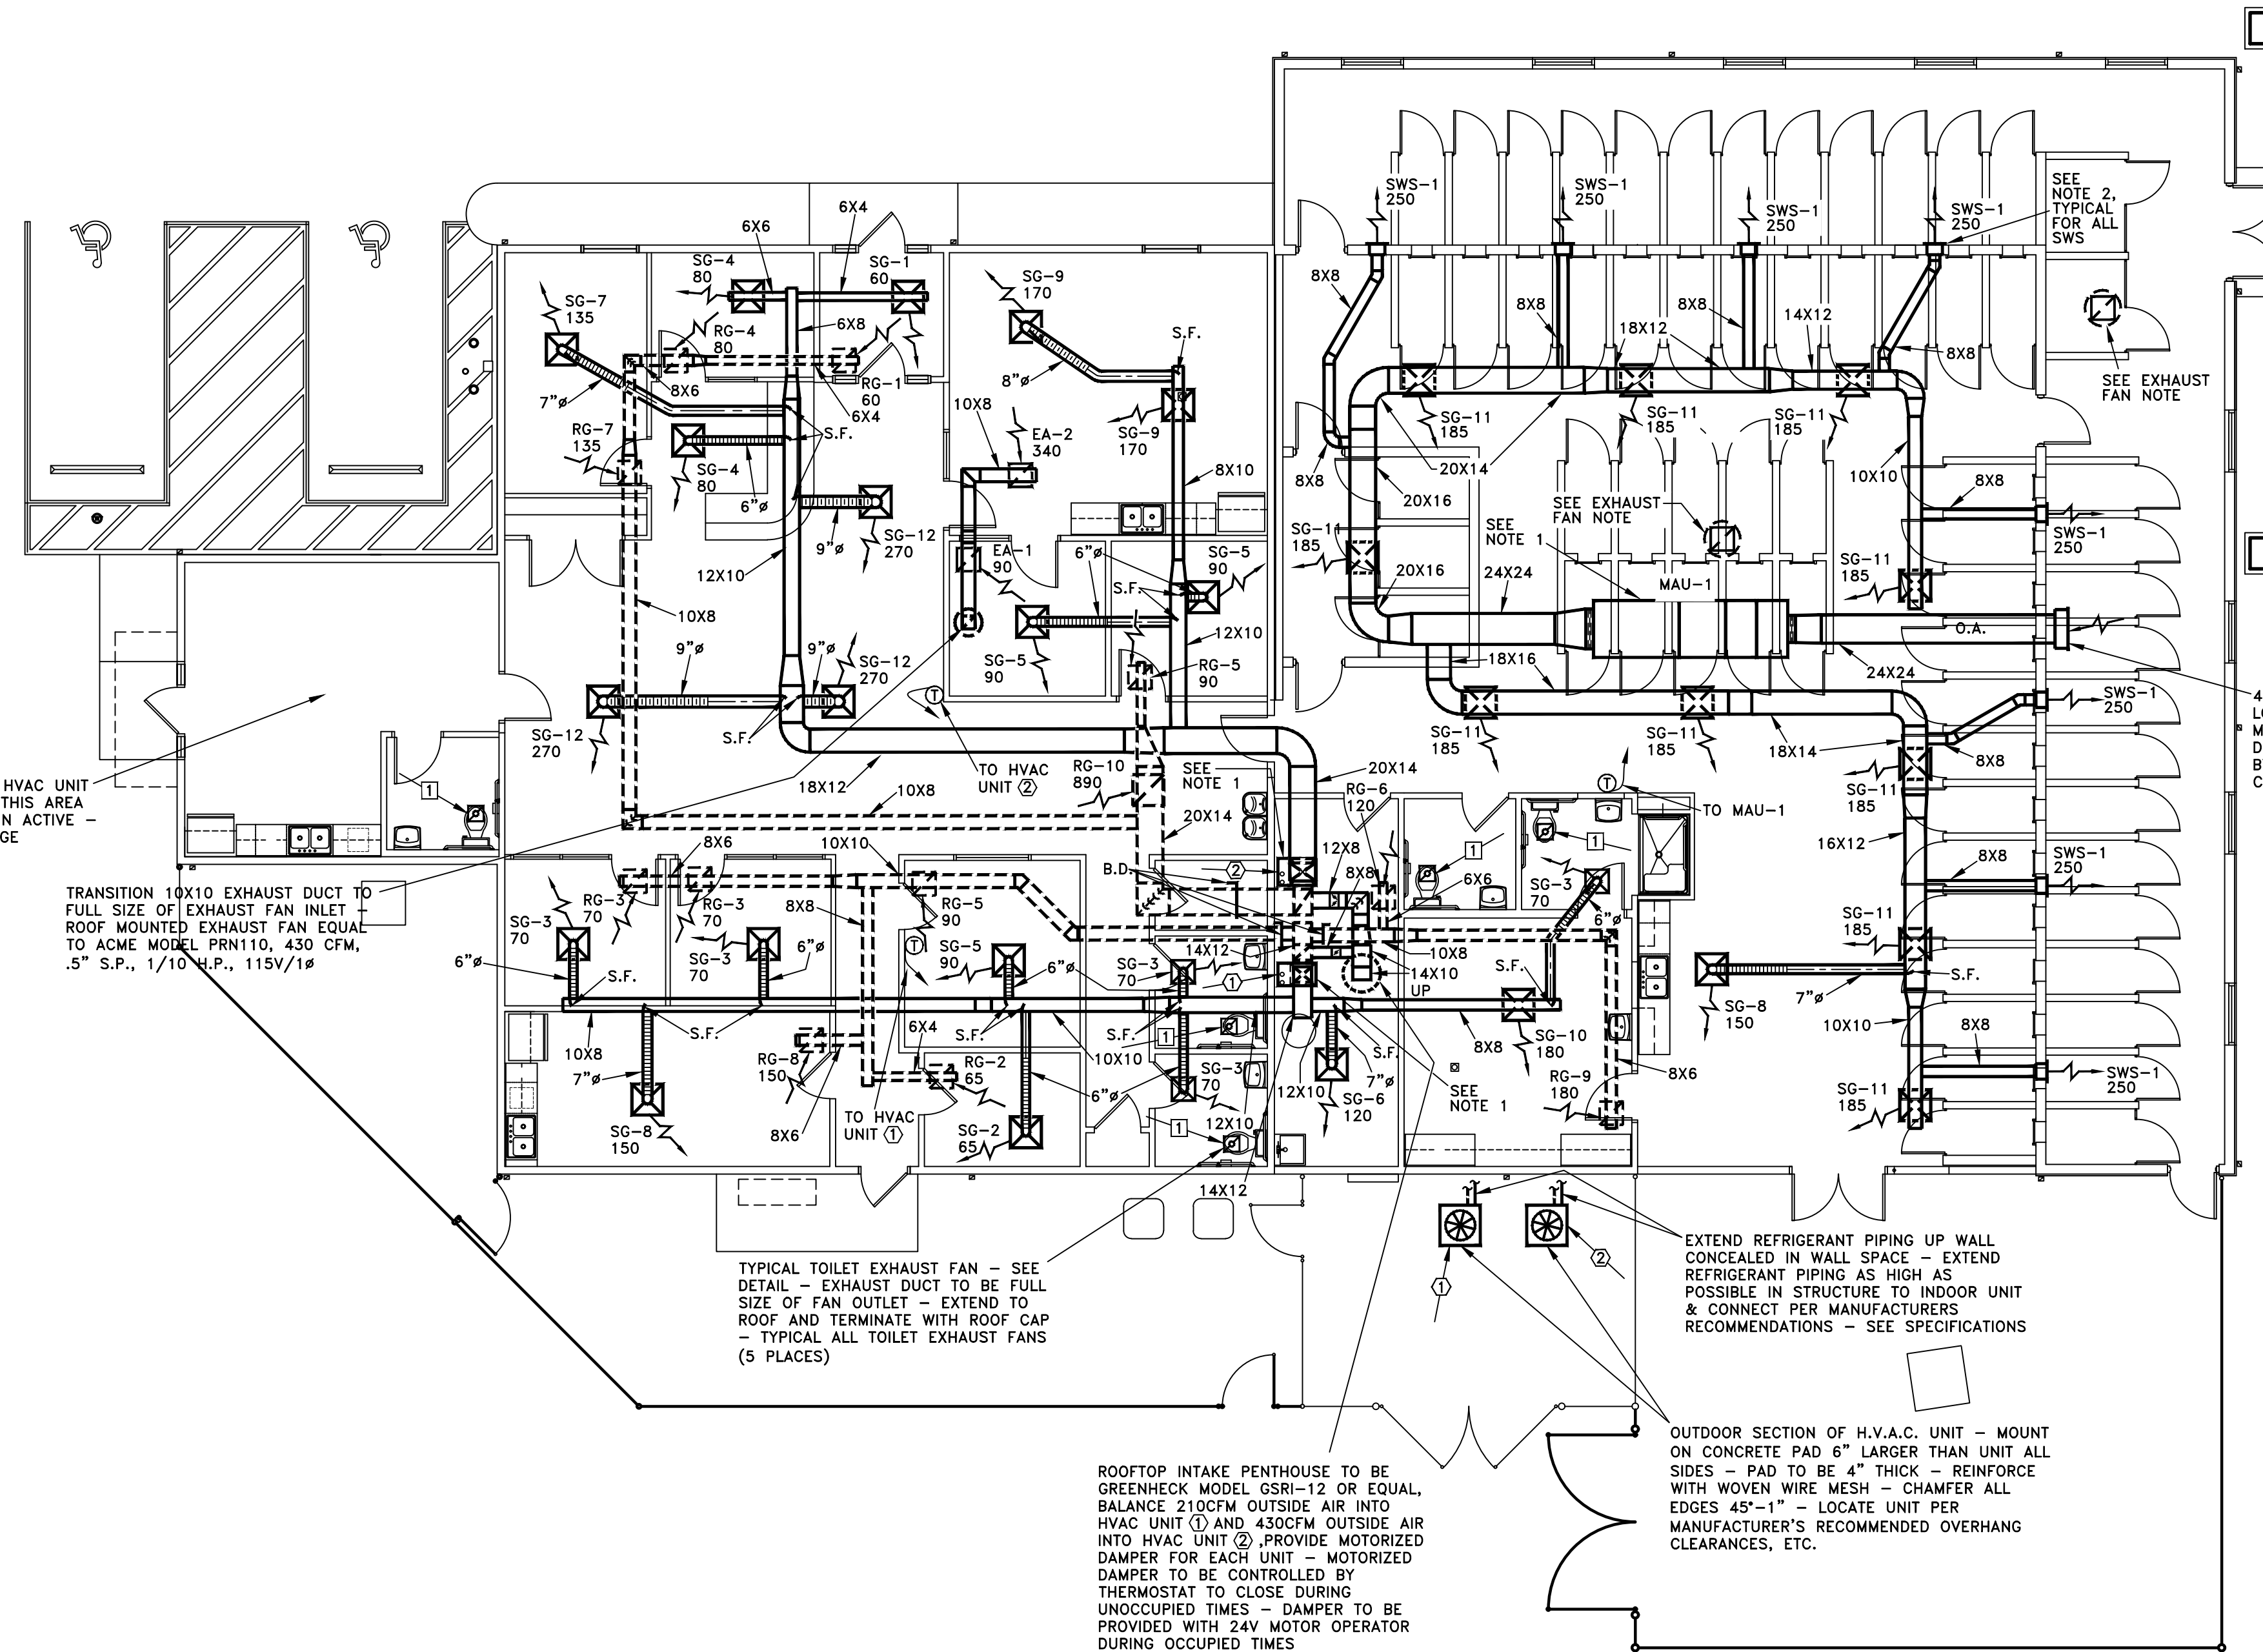 SWS-1
250
SWS-1
250
SWS-1
250
SWS-1
250
SEE
NOTE 2,
TYPICAL
FOR ALL
SWS
6X4
6X6
SG-4
80
SG-1
60
SG-7
135
SG-9
170
8X8
8X8
8X8
18X12
14X12
8X8
SEE EXHAUST
FAN NOTE
RG-4
80
6X8
S.F.
8"ø
7"ø
8X6
RG-1
60
6X4
10X8
SG-9
170
EA-2
340
RG-7
135
S.F.
SG-4
80
6"ø
8X10
SG-11
185
SG-11
185
SG-11
185
20X14
8X8
20X16
10X10
8X8
SEE EXHAUST
FAN NOTE
SEE
NOTE 1
SG-11
185
SWS-1
250
9"ø
SG-12
270
EA-1
90
6"ø
SG-5
90
S.F.
12X10
20X16
24X24
MAU-1
SG-11
185
10X8
12X10
SG-5
90
RG-5
90
O.A.
24X24
18X16
9"ø
9"ø
SG-12
270
T
SG-12
270
S.F.
SWS-1
250
4
LO
M
D
B
C
SG-11
185
SG-11
185
18X14
8X8
HVAC UNIT
THIS AREA
N ACTIVE –
GE
1
TO HVAC
UNIT 2
18X12
10X8
RG-10
890
SEE
NOTE 1
20X14
RG-6
120
20X14
T
TO MAU-1
SG-11
185
16X12
8X8
SWS-1
250
TRANSITION 10X10 EXHAUST DUCT TO
FULL SIZE OF EXHAUST FAN INLET –
ROOF MOUNTED EXHAUST FAN EQUAL
TO ACME MODEL PRN110, 430 CFM,
.5" S.P., 1/10 H.P., 115V/1ø
8X6
10X10
B.D.
2
12X8
8X8
6X6
1
1
SG-3
70
RG-3
70
RG-3
70
SG-3
70
8X8
RG-5
90
T
SG-5
90
6"ø
6"ø
6"ø
SG-3
70
14X12
1
10X8
14X10
UP
SG-3
70
6"ø
S.F.
SG-11
185
SG-8
150
7"ø
S.F.
S.F.
S.F.
10X8
7"ø
SG-8
150
RG-8
150
8X6
6X4
S.F.
RG-2
65
10X10
S.F.
1
6"ø
SG-3
70
1
12X10
12X10
S.F.
7"ø
SG-6
120
8X8
SG-10
180
RG-9
180
8X6
SEE
NOTE 1
10X10
8X8
SG-11
185
SWS-1
250
TO HVAC
UNIT 1
SG-2
65
14X12
TYPICAL TOILET EXHAUST FAN – SEE
DETAIL – EXHAUST DUCT TO BE FULL
SIZE OF FAN OUTLET – EXTEND TO
ROOF AND TERMINATE WITH ROOF CAP
– TYPICAL ALL TOILET EXHAUST FANS
(5 PLACES)
1
2
EXTEND REFRIGERANT PIPING UP WALL
CONCEALED IN WALL SPACE – EXTEND
REFRIGERANT PIPING AS HIGH AS
POSSIBLE IN STRUCTURE TO INDOOR UNIT
& CONNECT PER MANUFACTURERS
RECOMMENDATIONS – SEE SPECIFICATIONS
OUTDOOR SECTION OF H.V.A.C. UNIT – MOUNT
ON CONCRETE PAD 6" LARGER THAN UNIT ALL
SIDES – PAD TO BE 4" THICK – REINFORCE
WITH WOVEN WIRE MESH – CHAMFER ALL
EDGES 45°-1" – LOCATE UNIT PER
MANUFACTURER'S RECOMMENDED OVERHANG
CLEARANCES, ETC.
ROOFTOP INTAKE PENTHOUSE TO BE
GREENHECK MODEL GSRI-12 OR EQUAL,
BALANCE 210CFM OUTSIDE AIR INTO
HVAC UNIT 1 AND 430CFM OUTSIDE AIR
INTO HVAC UNIT 2 ,PROVIDE MOTORIZED
DAMPER FOR EACH UNIT – MOTORIZED
DAMPER TO BE CONTROLLED BY
THERMOSTAT TO CLOSE DURING
UNOCCUPIED TIMES – DAMPER TO BE
PROVIDED WITH 24V MOTOR OPERATOR
DURING OCCUPIED TIMES